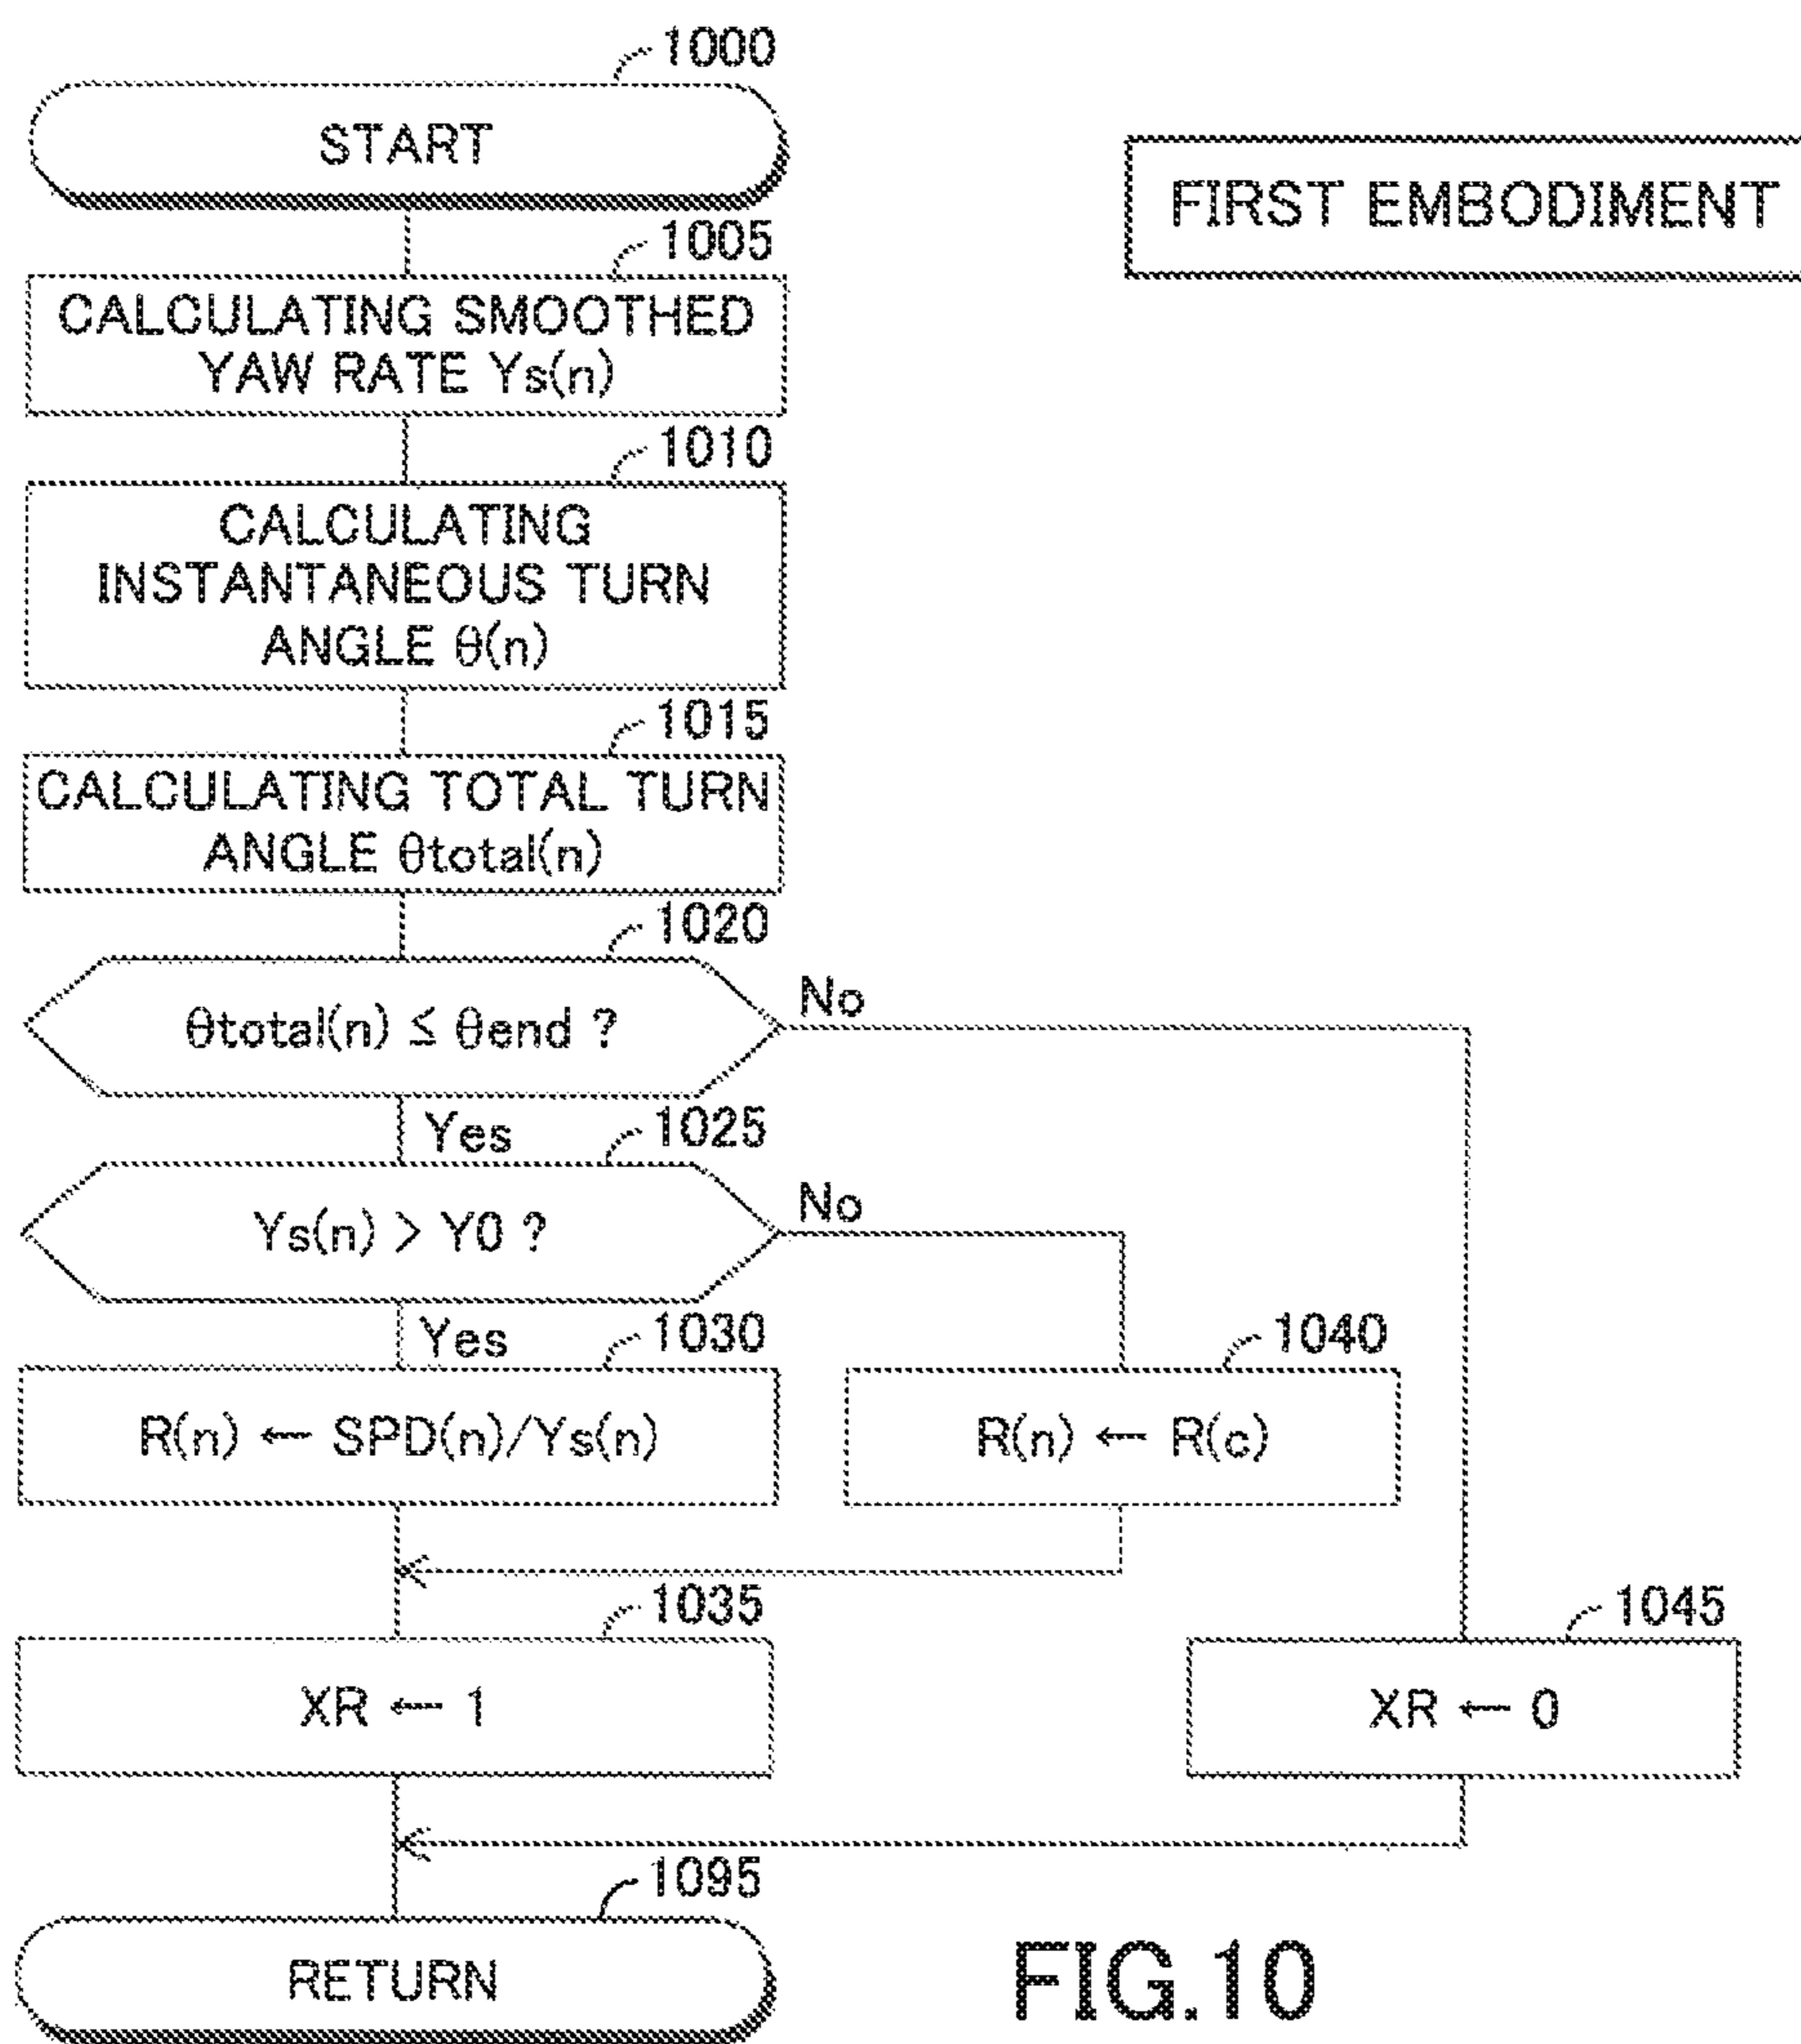 1000
START
FIRST EMBODIMENT
1005
CALCULATING SMOOTHED
YAW RATE Ys(n)
1010
CALCULATING
INSTANTANEOUS TURN
ANGLE θ(n)
1015
CALCULATING TOTAL TURN
ANGLE θtotal(n)
1020
θtotal(n) ≤ θend ?
No
Yes
1025
Ys(n) > Y0 ?
No
Yes
1030
R(n) ← SPD(n)/Ys(n)
1040
R(n) ← R(c)
1035
XR ← 1
1045
XR ← 0
1095
RETURN
FIG.10